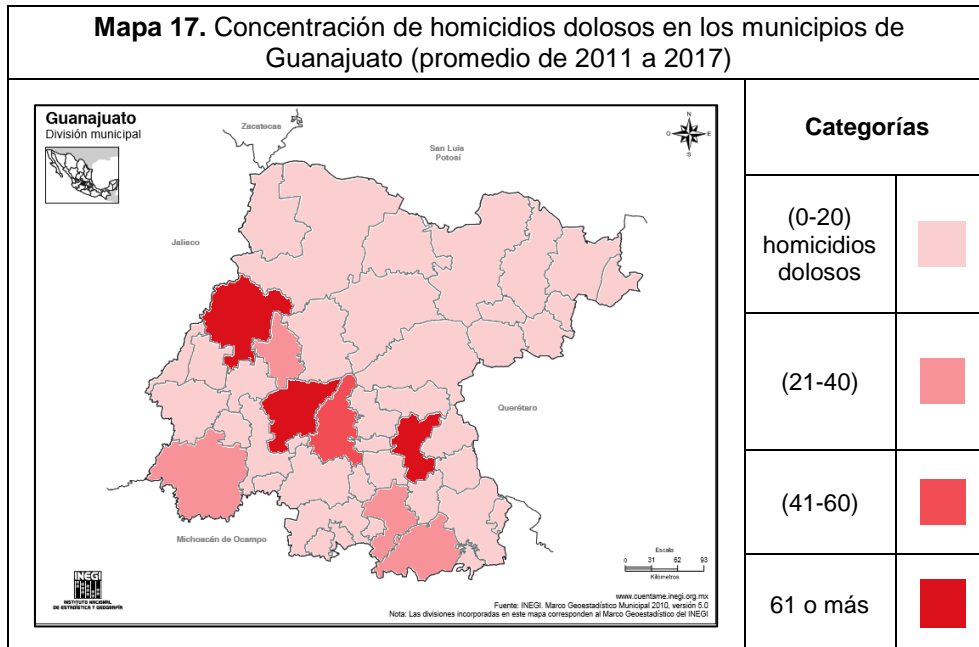 Mapa 17. Concentración de homicidios dolosos en los municipios de
Guanajuato (promedio de 2011 a 2017)
Guanajuato
División municipal
Zacatecas
San Luis
Potosí
N
O
E
S
Jalisco
Querétaro
Michoacán de Ocampo
Escala
0 31 62 93
Kilómetros
INEGI
INSTITUTO NACIONAL
DE ESTADÍSTICA Y GEOGRAFÍA
www.cuentame.inegi.org.mx
Fuente: INEGI. Marco Geoestadístico Municipal 2010, versión 5.0
Nota: Las divisiones incorporadas en este mapa corresponden al Marco Geoestadístico del INEGI
Categorías
(0-20)
homicidios
dolosos
(21-40)
(41-60)
61 o más